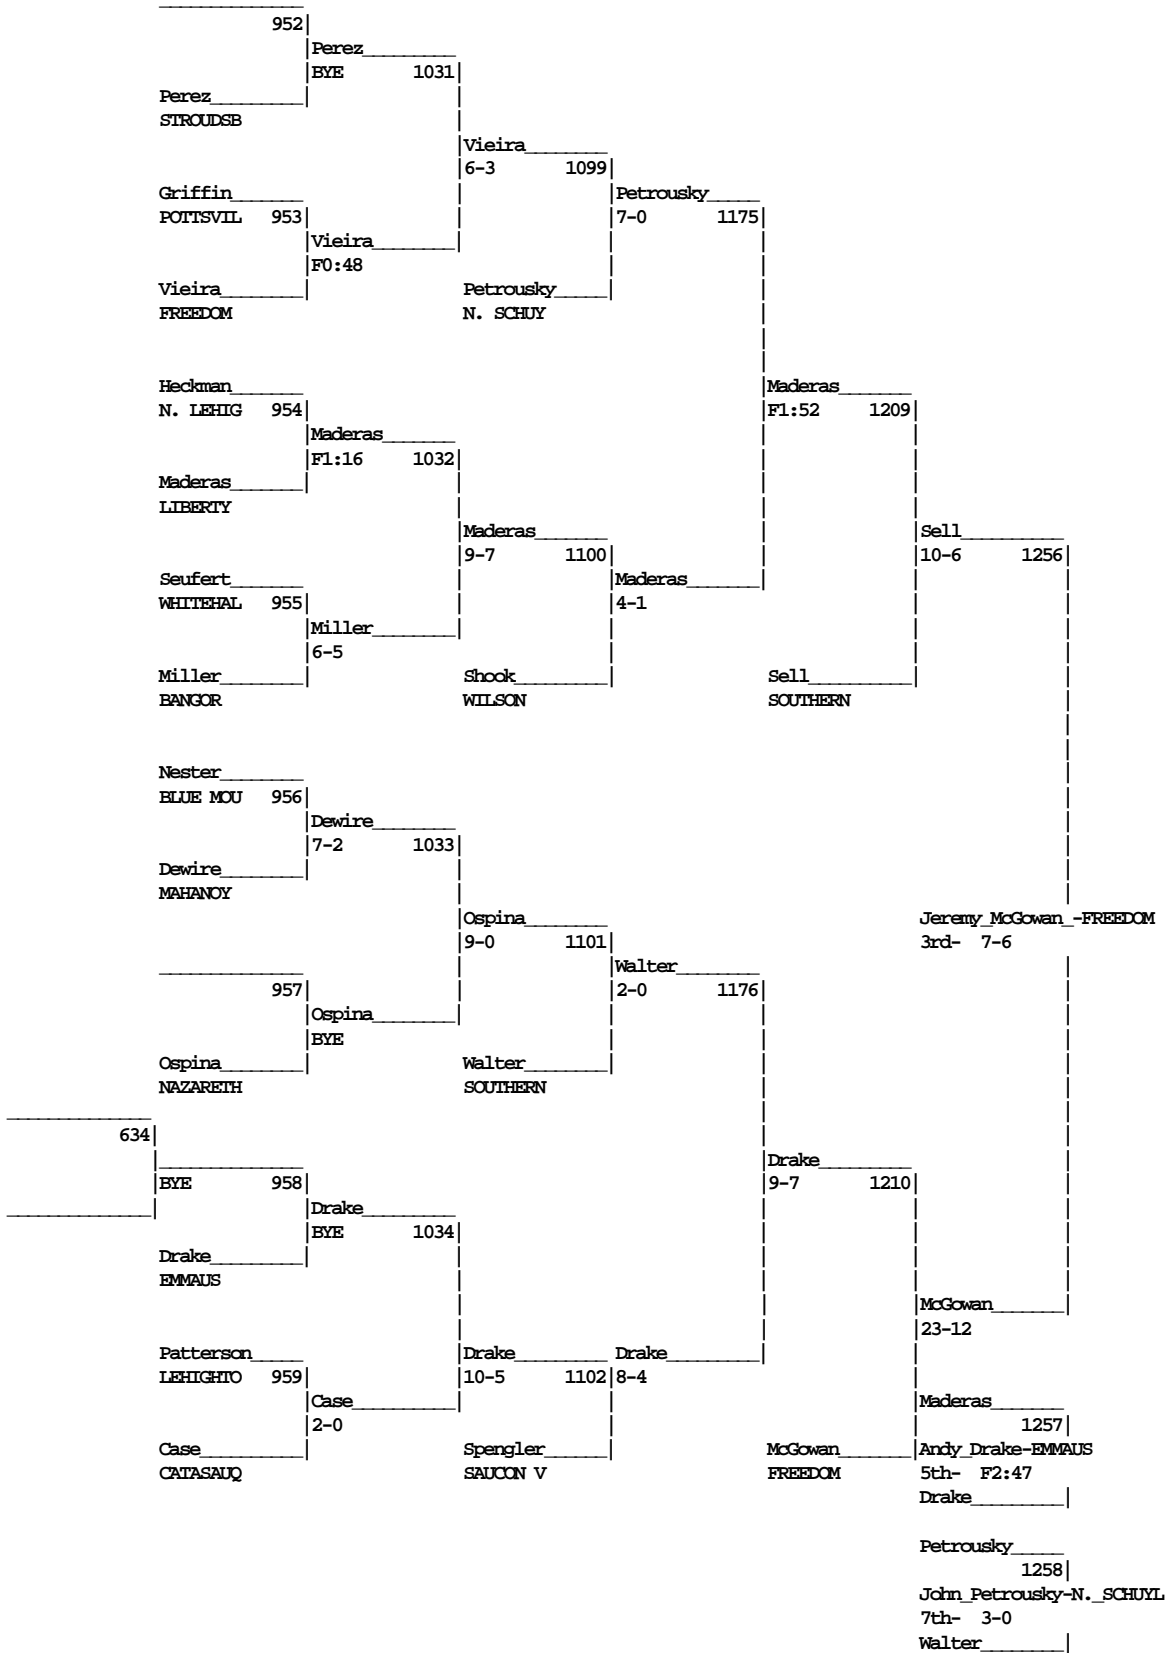 952
Perez
BYE 1031
Perez
STROUDSB
Vieira
6-3 1099
Griffin Petrousky
POTTSVIL 953 7-0 1175
Vieira
F0:48
Vieira Petrousky
FREEDOM N. SCHUY
Heckman Maderas
N. LEHIG 954 F1:52 1209
Maderas
F1:16 1032
Maderas
LIBERTY
Maderas Sell
9-7 1100 10-6 1256
Seufert Maderas
WHITEHAL 955 4-1
Miller
6-5
Miller Shook Sell
BANGOR WILSON SOUTHERN
Nester
BLUE MOU 956
Dewire
7-2 1033
Dewire
MAHANOY
Ospina Jeremy_McGowan_-FREEDOM
9-0 1101 3rd- 7-6
Walter
957 2-0 1176
Ospina
BYE
Ospina Walter
NAZARETH SOUTHERN
634
Drake
BYE 958 9-7 1210
Drake
BYE 1034
Drake
EMMAUS
McGowan
23-12
Patterson Drake Drake
LEHIGHTO 959 10-5 1102 8-4
Case Maderas
2-0 1257
Case Spengler McGowan Andy_Drake-EMMAUS
CATASAUQ SAUCON V FREEDOM 5th- F2:47
Drake
Petrousky
1258
John_Petrousky-N._SCHUYL
7th- 3-0
Walter